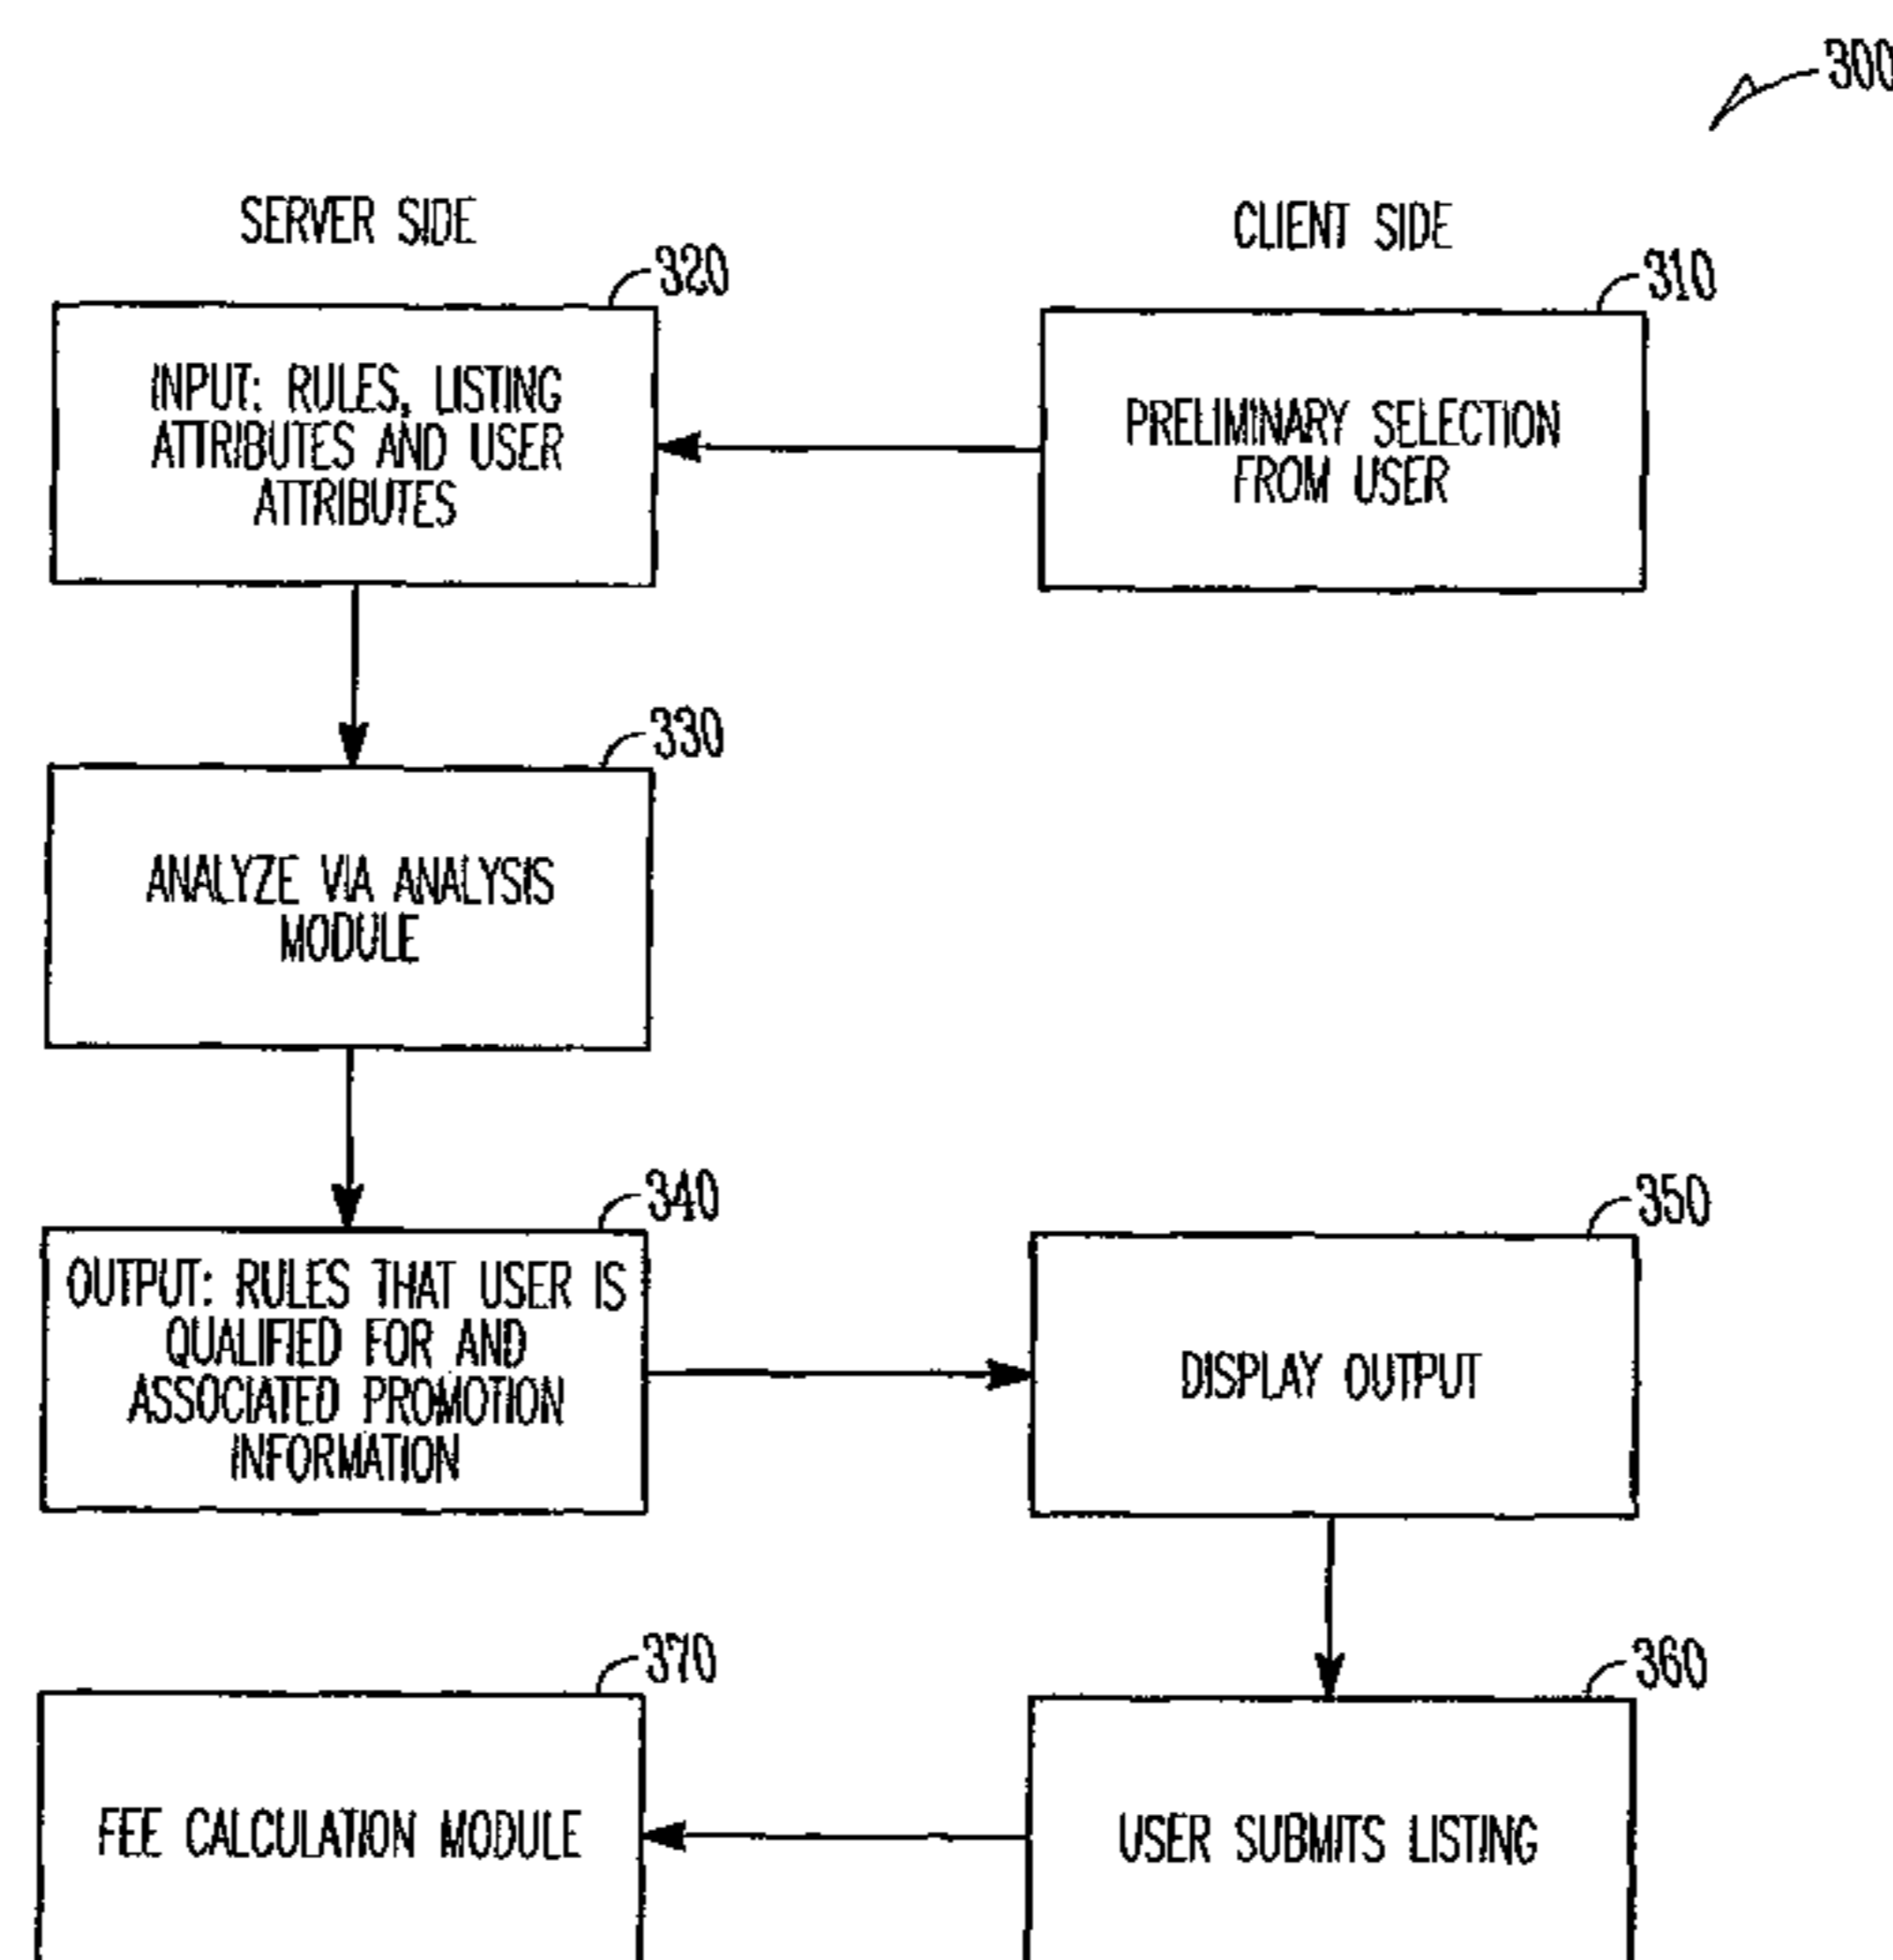 300
SERVER SIDE
CLIENT SIDE
320
310
INPUT: RULES, LISTING
ATTRIBUTES AND USER
ATTRIBUTES
PRELIMINARY SELECTION
FROM USER
330
ANALYZE VIA ANALYSIS
MODULE
340
350
OUTPUT: RULES THAT USER IS
QUALIFIED FOR AND
ASSOCIATED PROMOTION
INFORMATION
DISPLAY OUTPUT
370
360
FEE CALCULATION MODULE
USER SUBMITS LISTING